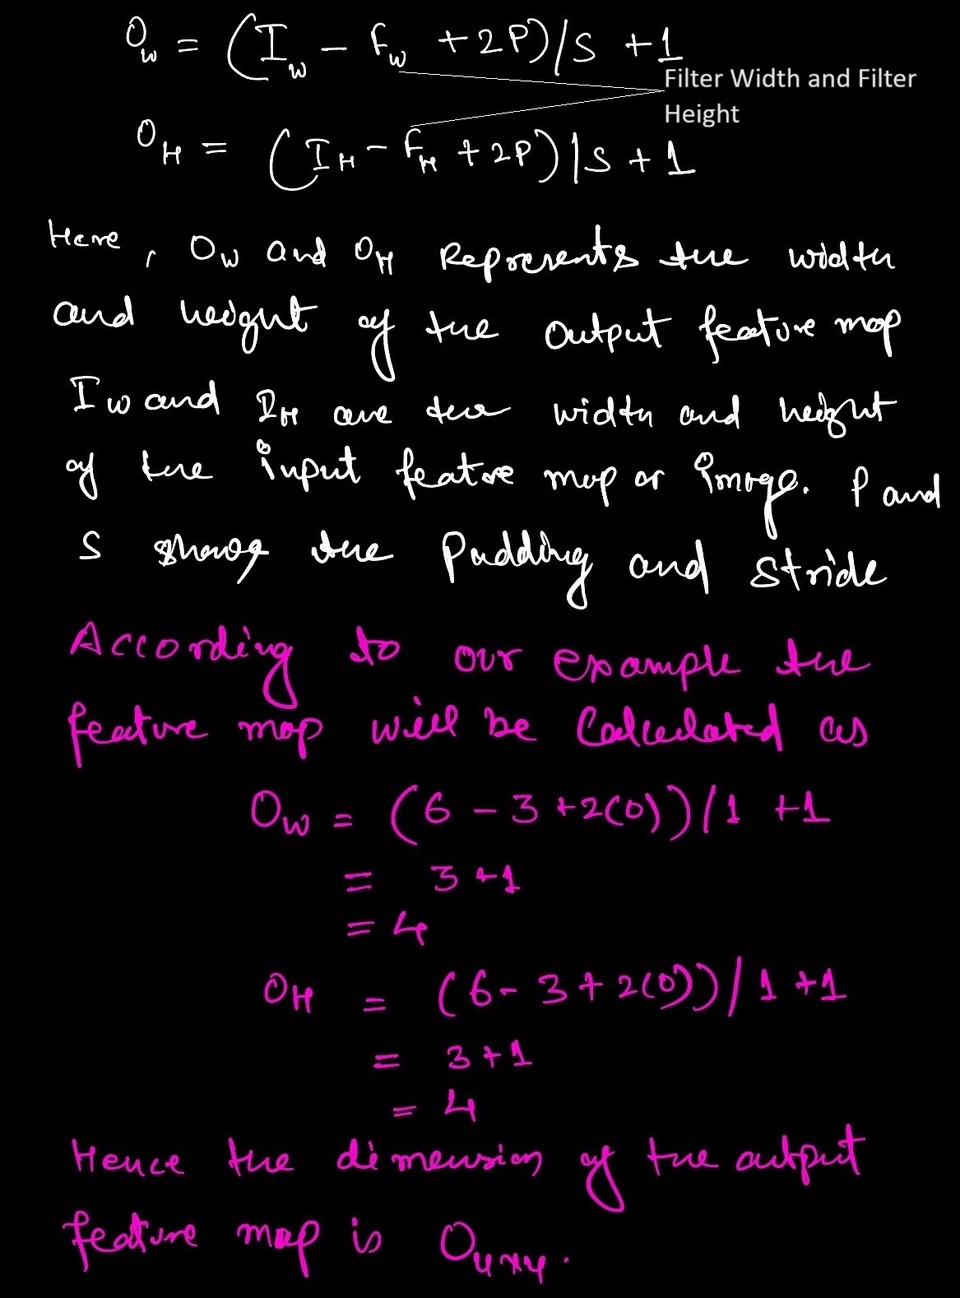 O_w = (I_w - F_w + 2P)/S + 1
Filter Width and Filter
Height
O_H = (I_H - F_H + 2P)/S + 1
Here, O_W and O_H Represents the width
and height of the output feature map
I_W and I_H are the width and height
of the input feature map or image. P and
S shows the Padding and stride
According to our example the
feature map will be Calculated as
O_W = (6 - 3 + 2(0))/1 + 1
= 3 + 1
= 4
O_H = (6 - 3 + 2(0))/1 + 1
= 3 + 1
= 4
Hence the dimension of the output
feature map is O_4x4.